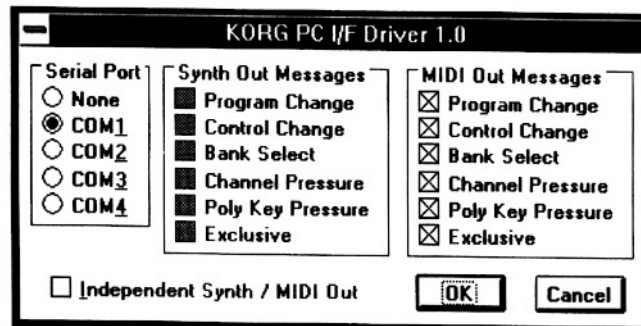 KORG PC I/F Driver 1.0
Serial Port
None
COM1
COM2
COM3
COM4
Synth Out Messages
Program Change
Control Change
Bank Select
Channel Pressure
Poly Key Pressure
Exclusive
MIDI Out Messages
Program Change
Control Change
Bank Select
Channel Pressure
Poly Key Pressure
Exclusive
Independent Synth / MIDI Out
OK
Cancel